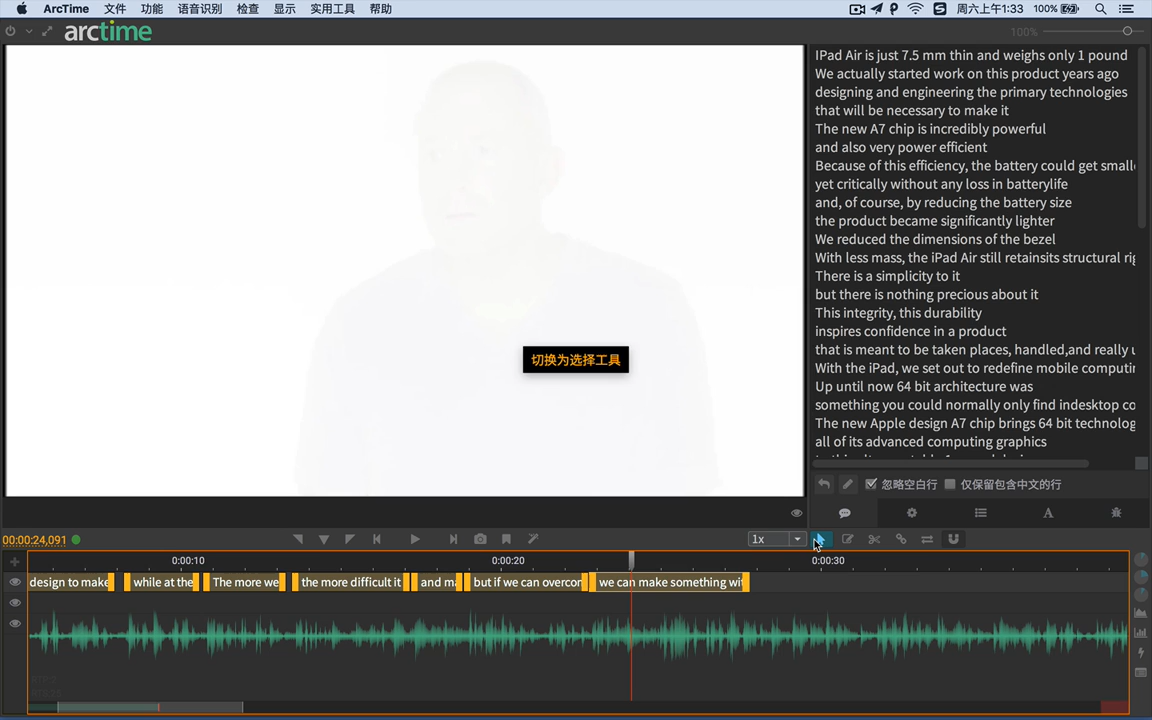 ArcTime 文件 功能 语音识别 检查 显示 实用工具 帮助 周六上午1:33 100%
arctime 100%
IPad Air is just 7.5 mm thin and weighs only 1 pound
We actually started work on this product years ago
designing and engineering the primary technologies
that will be necessary to make it
The new A7 chip is incredibly powerful
and also very power efficient
Because of this efficiency, the battery could get small
yet critically without any loss in batterylife
and, of course, by reducing the battery size
the product became significantly lighter
We reduced the dimensions of the bezel
With less mass, the iPad Air still retainsits structural rig
There is a simplicity to it
but there is nothing precious about it
This integrity, this durability
inspires confidence in a product
that is meant to be taken places, handled,and really u
With the iPad, we set out to redefine mobile computin
Up until now 64 bit architecture was
something you could normally only find indesktop co
The new Apple design A7 chip brings 64 bit technolog
all of its advanced computing graphics
切换为选择工具
忽略空白行 仅保留包含中文的行
00:00:24,091 1x
0:00:10 0:00:20 0:00:30
design to make while at the The more we the more difficult it and m but if we can overcom we can make something wit